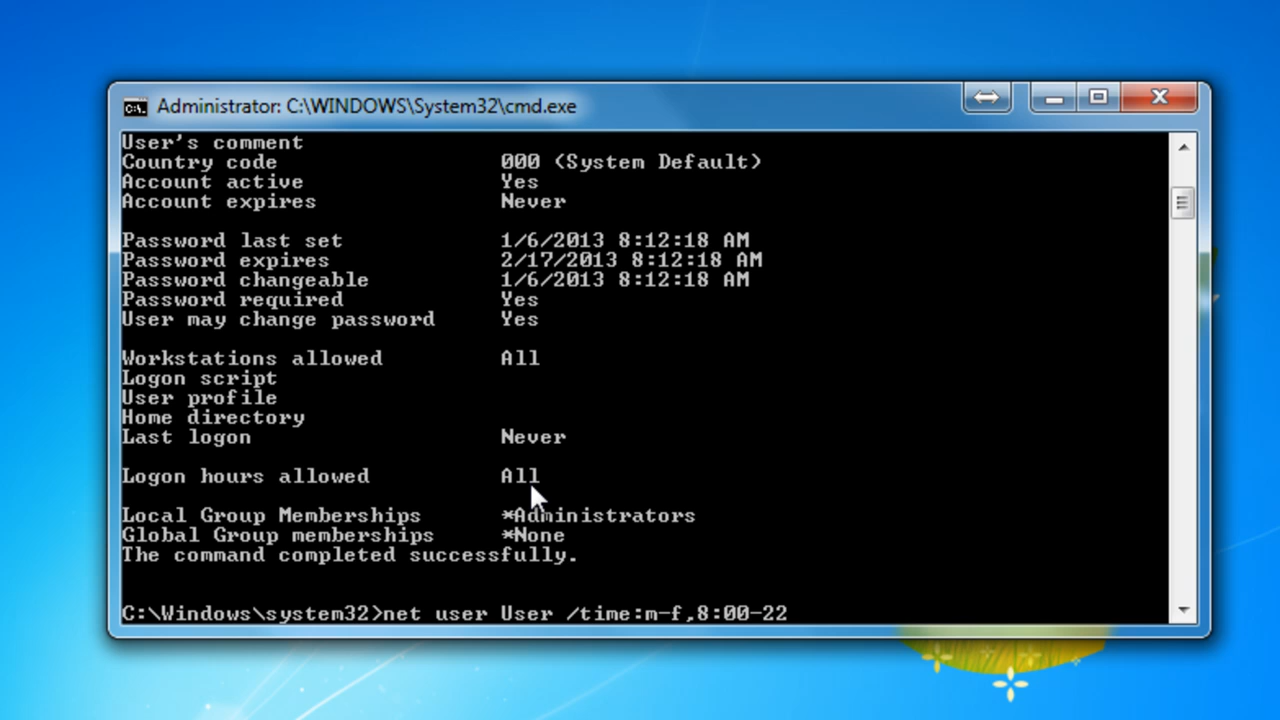 Administrator: C:\WINDOWS\System32\cmd.exe
User's comment
Country code 000 (System Default)
Account active Yes
Account expires Never
Password last set 1/6/2013 8:12:18 AM
Password expires 2/17/2013 8:12:18 AM
Password changeable 1/6/2013 8:12:18 AM
Password required Yes
User may change password Yes
Workstations allowed All
Logon script
User profile
Home directory
Last logon Never
Logon hours allowed All
Local Group Memberships *Administrators
Global Group memberships *None
The command completed successfully.
C:\Windows\system32>net user User /time:m-f,8:00-22